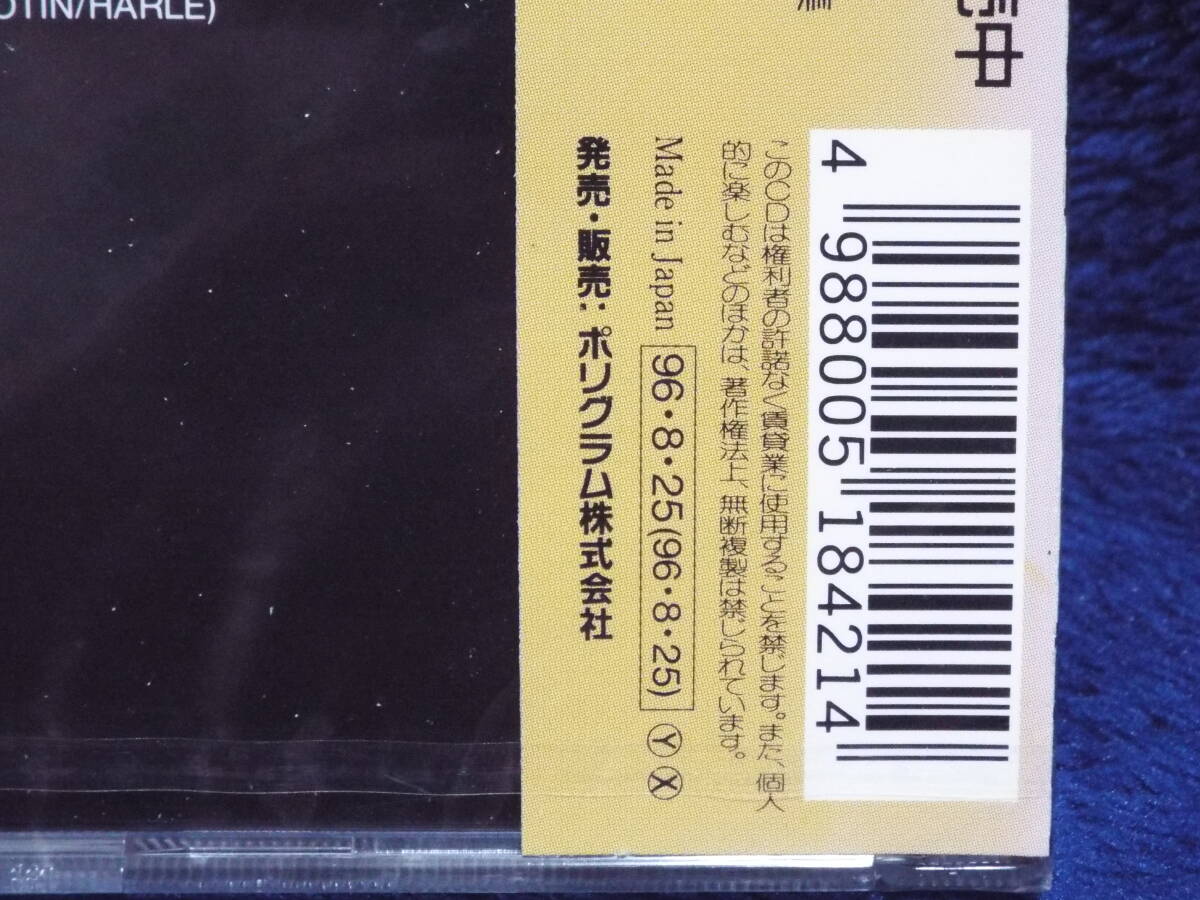 OTIN/HARLE)
売中
4 988005 184214
このCDは権利者の許諾なく賃貸業に使用することを禁じます。また、個人
的に楽しむなどのほかは、著作権法上、無断複製は禁じられています。
Made in Japan 96・8・25(96・8・25) Ⓨ Ⓧ
発売・販売：ポリグラム株式会社